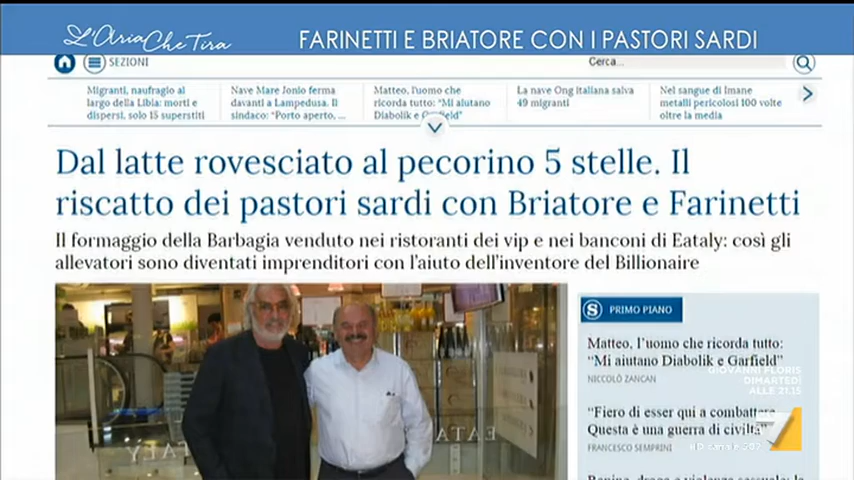 L'Aria Che Tira
FARINETTI E BRIATORE CON I PASTORI SARDI
SEZIONI
Cerca...
Migranti, naufragio al
largo della Libia: morti e
dispersi, solo 15 superstiti
Nave Mare Jonio ferma
davanti a Lampedusa. Il
sindaco: "Porto aperto, ...
Matteo, l'uomo che
ricorda tutto: "Mi aiutano
Diabolik e Garfield"
La nave Ong italiana salva
49 migranti
Nel sangue di Imane
metalli pericolosi 100 volte
oltre la media
Dal latte rovesciato al pecorino 5 stelle. Il
riscatto dei pastori sardi con Briatore e Farinetti
Il formaggio della Barbagia venduto nei ristoranti dei vip e nei banconi di Eataly: così gli
allevatori sono diventati imprenditori con l'aiuto dell'inventore del Billionaire
S PRIMO PIANO
Matteo, l'uomo che ricorda tutto:
"Mi aiutano Diabolik e Garfield"
NICCOLÒ ZANCAN
GIOVANNI FLORIS
DIMARTEDÌ
ALLE 21.15
"Fiero di esser qui a combattere
Questa è una guerra di civiltà"
FRANCESCO SEMPRINI
EATA
ALY
7